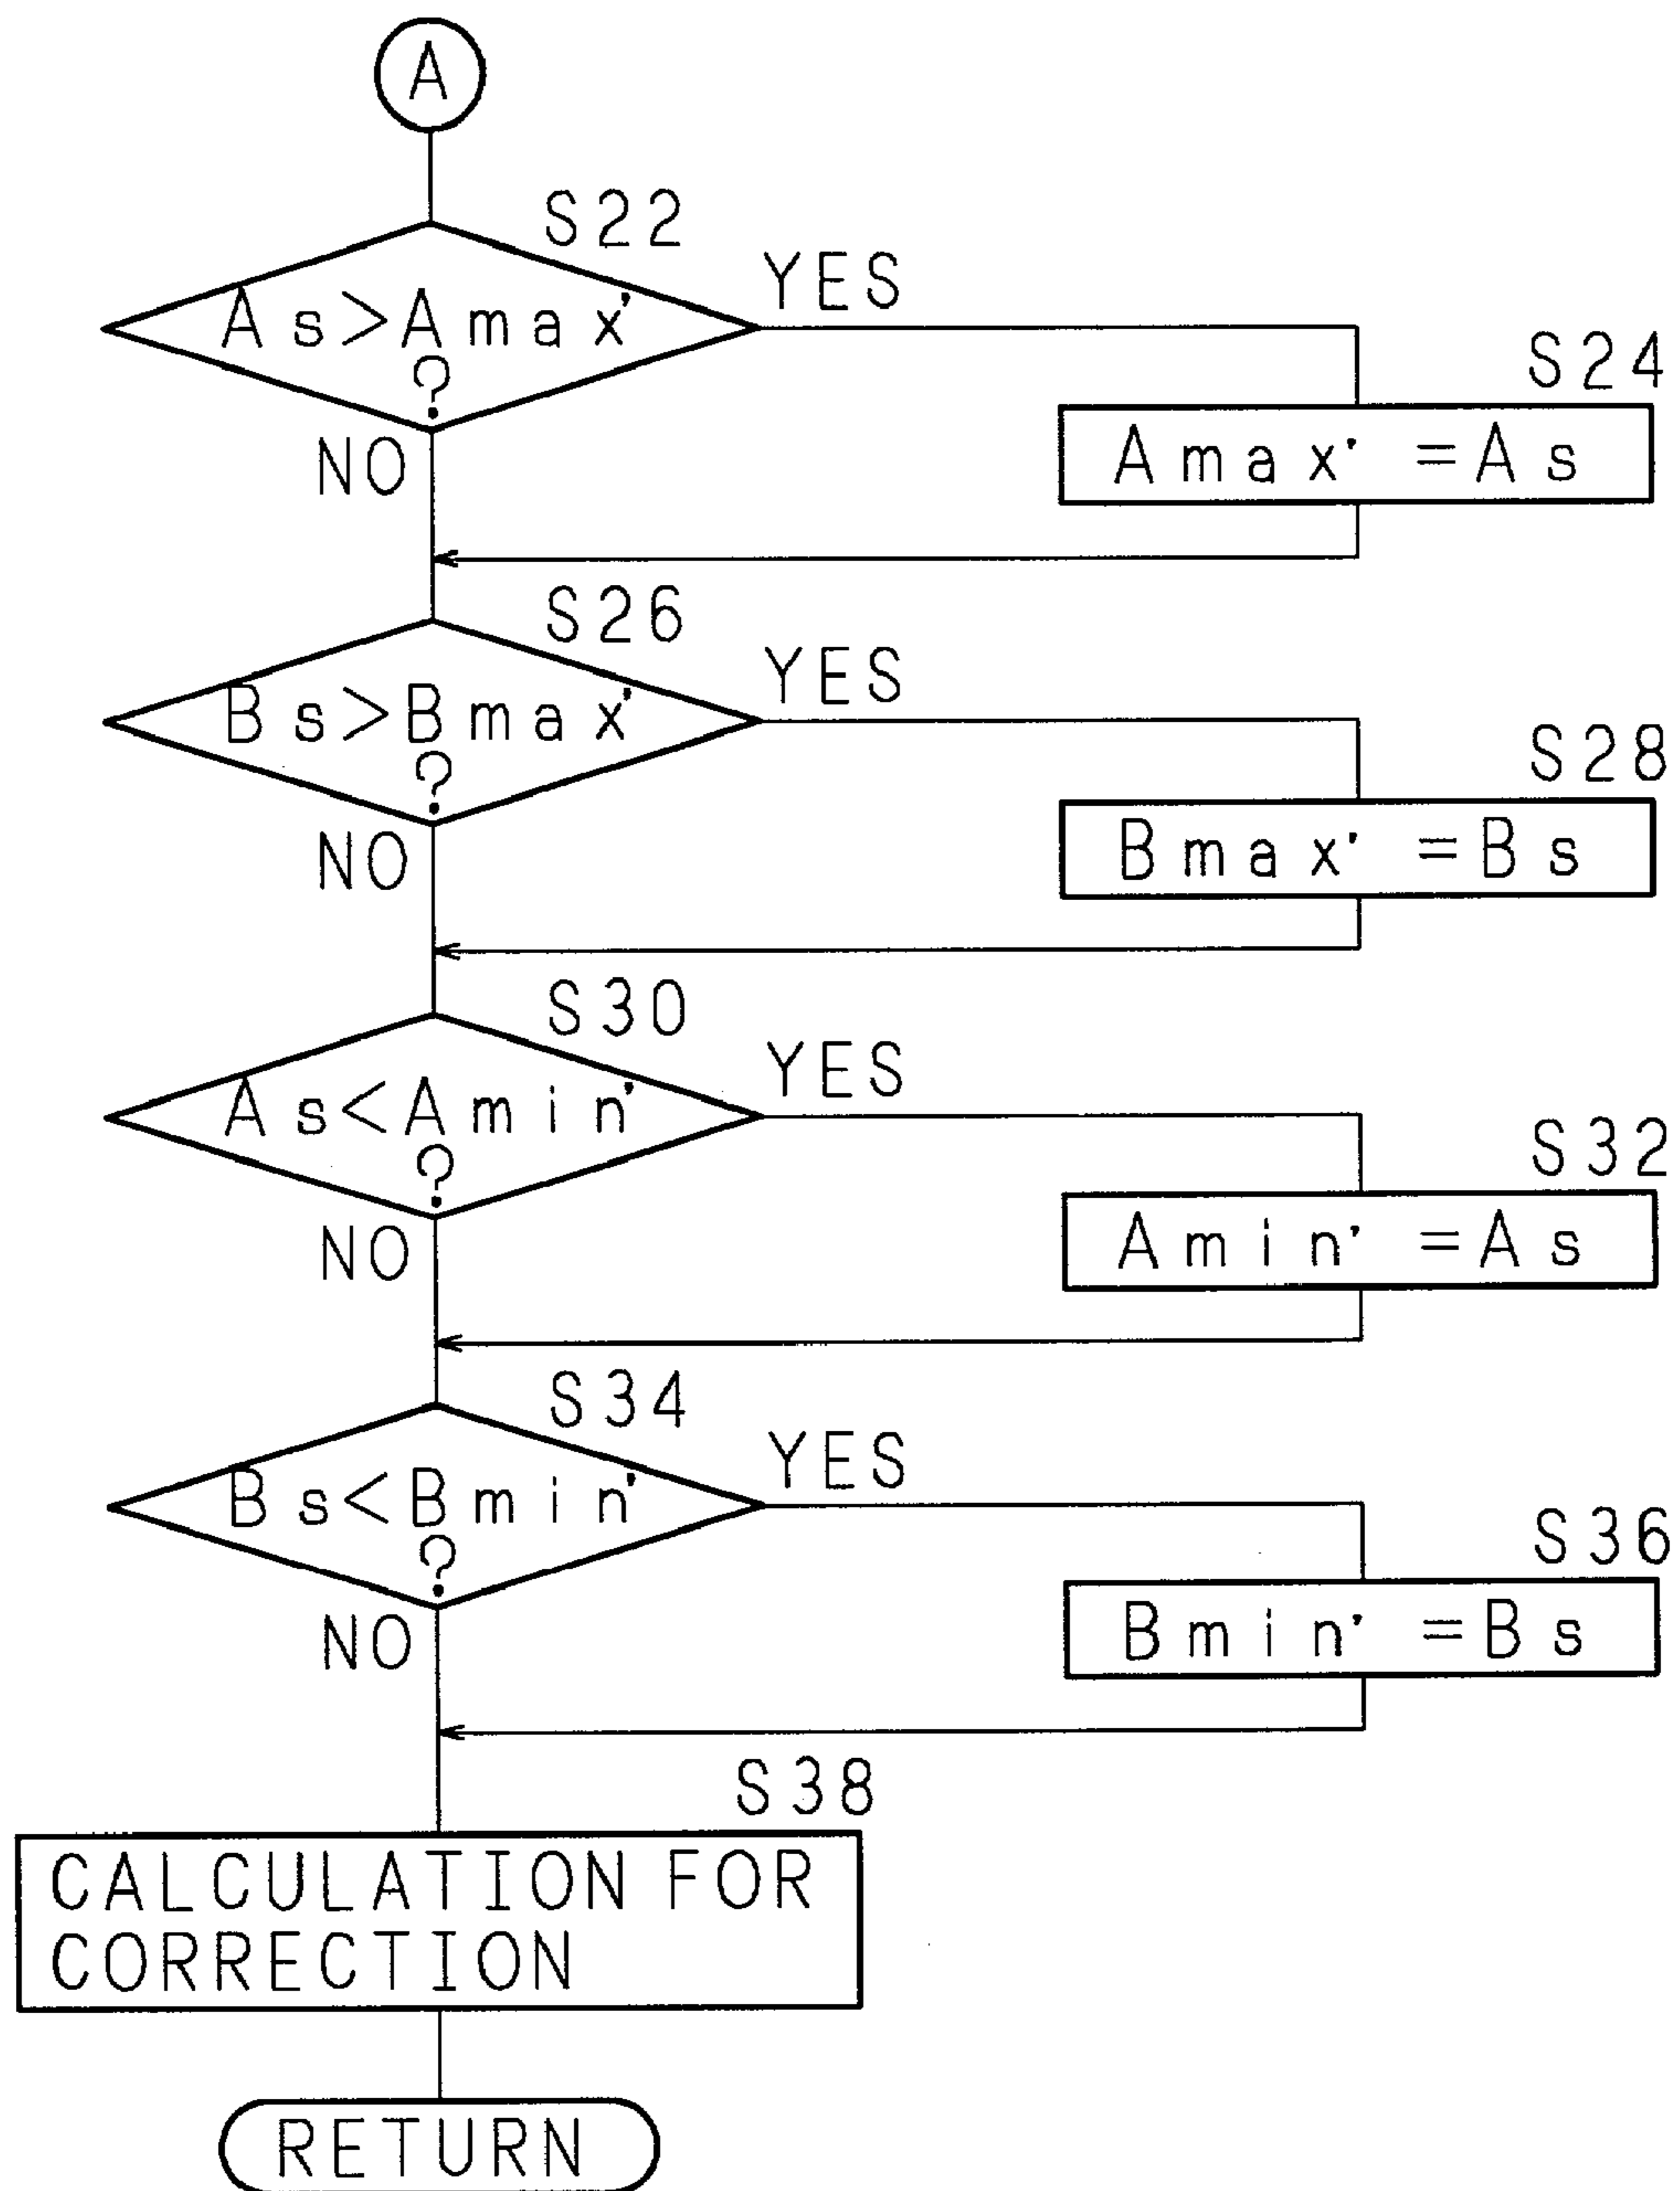 A
S22
As>Amax'
?
YES
NO
S24
Amax'=As
S26
Bs>Bmax'
?
YES
NO
S28
Bmax'=Bs
S30
As<Amin'
?
YES
NO
S32
Amin'=As
S34
Bs<Bmin'
?
YES
NO
S36
Bmin'=Bs
S38
CALCULATION FOR
CORRECTION
RETURN